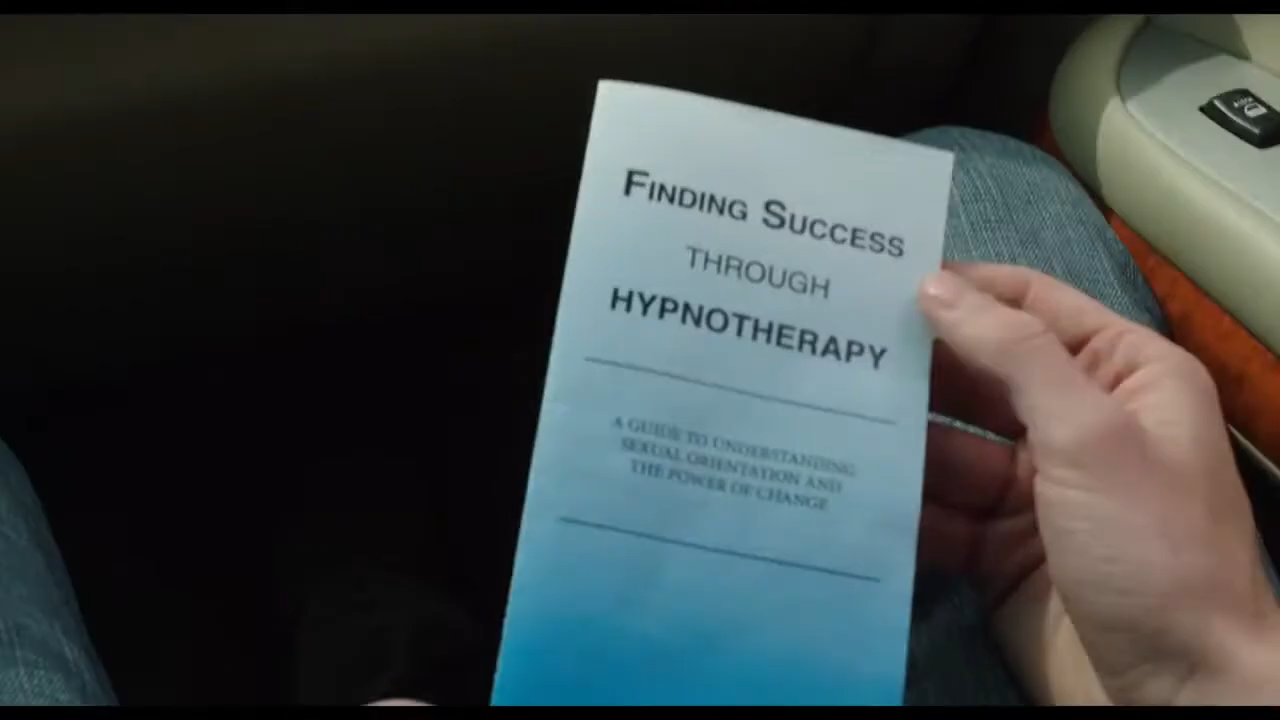 FINDING SUCCESS
THROUGH
HYPNOTHERAPY
A GUIDE TO UNDERSTANDING
SEXUAL ORIENTATION AND
THE POWER OF CHANGE